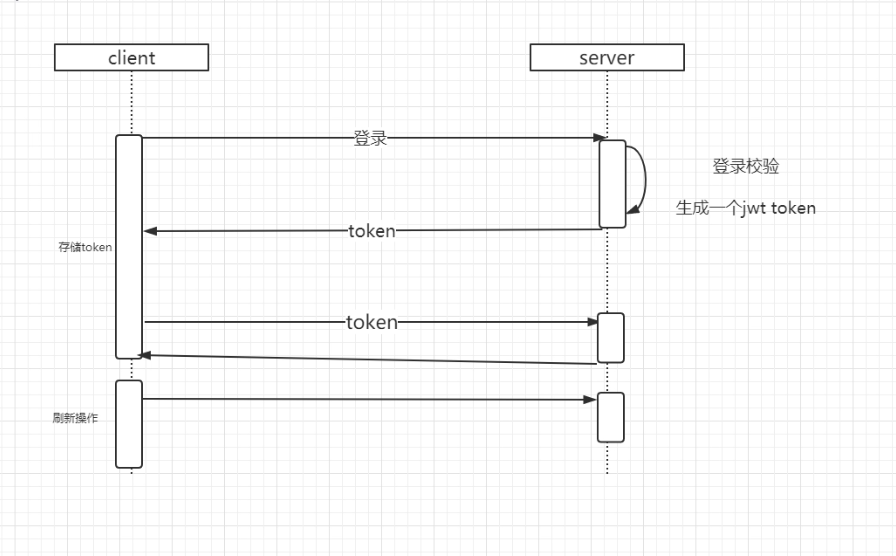 client
server
登录
登录校验
生成一个jwt token
token
存储token
token
刷新操作